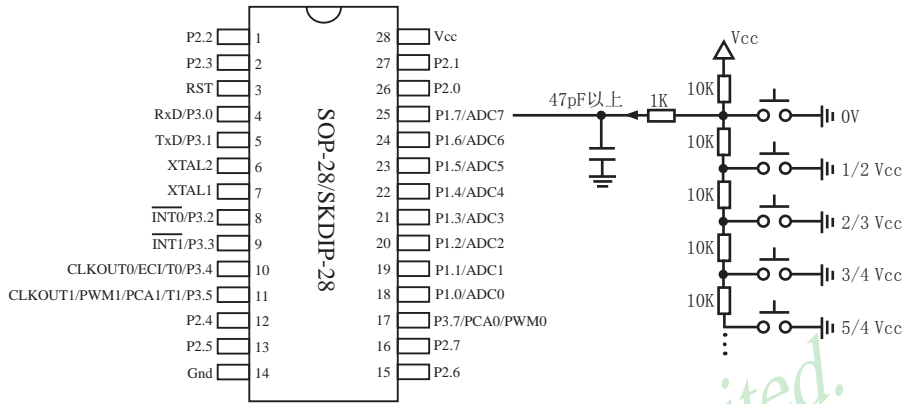 P2.2 1
P2.3 2
RST 3
RxD/P3.0 4
TxD/P3.1 5
XTAL2 6
XTAL1 7
INT0/P3.2 8
INT1/P3.3 9
CLKOUT0/ECI/T0/P3.4 10
CLKOUT1/PWM1/PCA1/T1/P3.5 11
P2.4 12
P2.5 13
Gnd 14
SOP-28/SKDIP-28
28 Vcc
27 P2.1
26 P2.0
25 P1.7/ADC7
24 P1.6/ADC6
23 P1.5/ADC5
22 P1.4/ADC4
21 P1.3/ADC3
20 P1.2/ADC2
19 P1.1/ADC1
18 P1.0/ADC0
17 P3.7/PCA0/PWM0
16 P2.7
15 P2.6
47pF以上
1K
Vcc
10K
0V
10K
1/2 Vcc
10K
2/3 Vcc
10K
3/4 Vcc
10K
5/4 Vcc